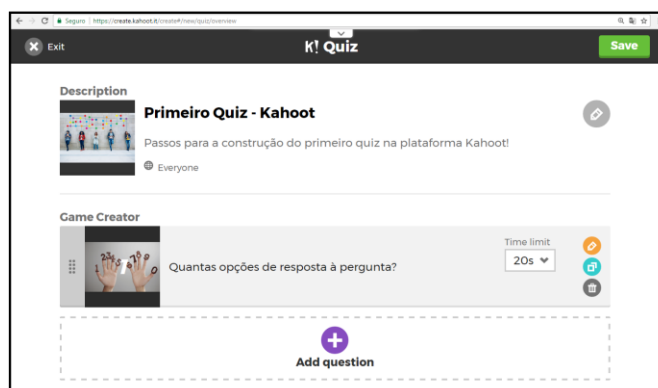 Seguro | https://create.kahoot.it/create#/new/quiz/overview
Exit
K! Quiz
Save
Description
Primeiro Quiz - Kahoot
Passos para a construção do primeiro quiz na plataforma Kahoot!
Everyone
Game Creator
Time limit
Quantas opções de resposta à pergunta?
20s
Add question